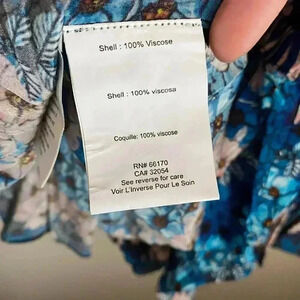 Shell : 100% Viscose
Shell : 100% viscosa
Coquille: 100% viscose
RN# 66170
CA# 32054
See reverse for care
Voir L'Inverse Pour Le Soin